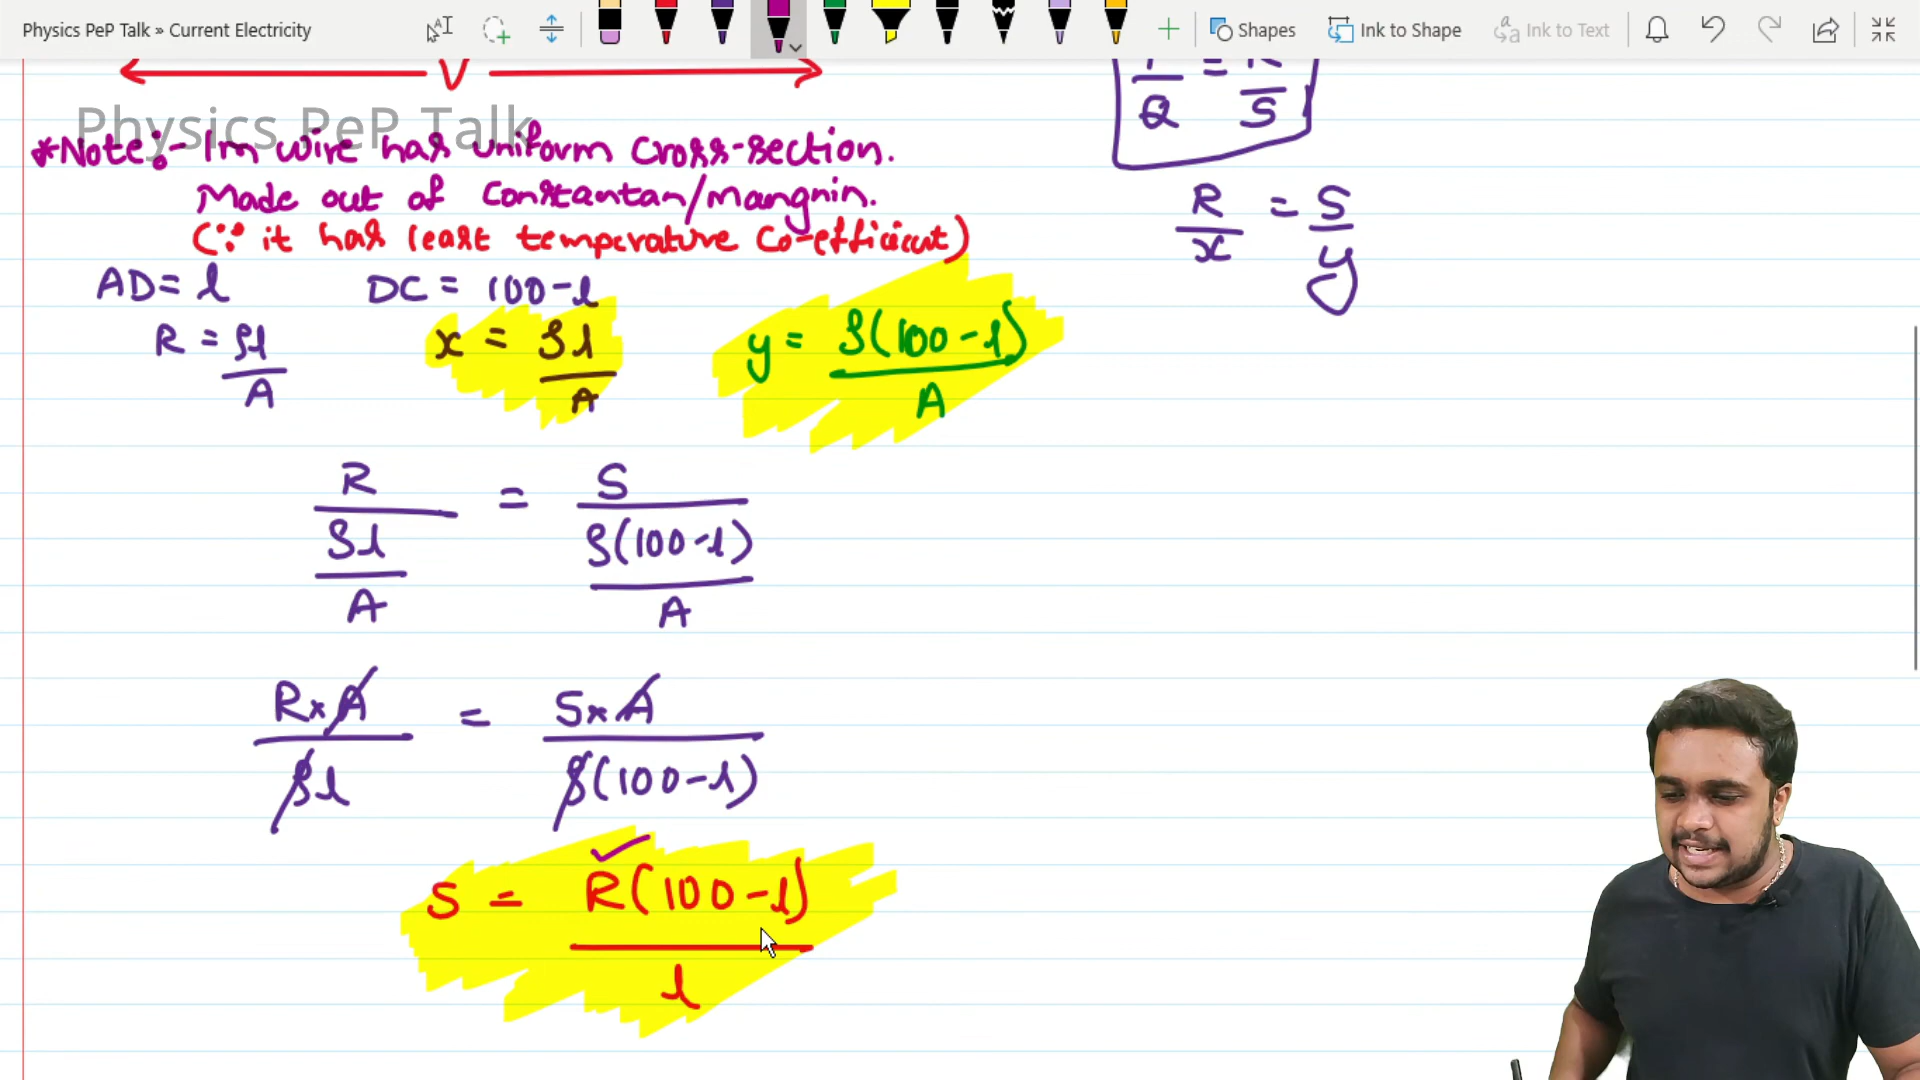 Physics PeP Talk » Current Electricity
Shapes
Ink to Shape
Ink to Text
V
Physics PeP Talk
*Note:- 1m wire has uniform cross-section.
Made out of Constantan/mangnin.
(∵ it has least temperature Co-efficient)
AD = l DC = 100-l
R = ρl/A x = ρl/A y = ρ(100-l)/A
R/(ρl/A) = S/(ρ(100-l)/A)
R×A/ρl = S×A/ρ(100-l)
S = R(100-l)/l
Q = S
R/x = S/y